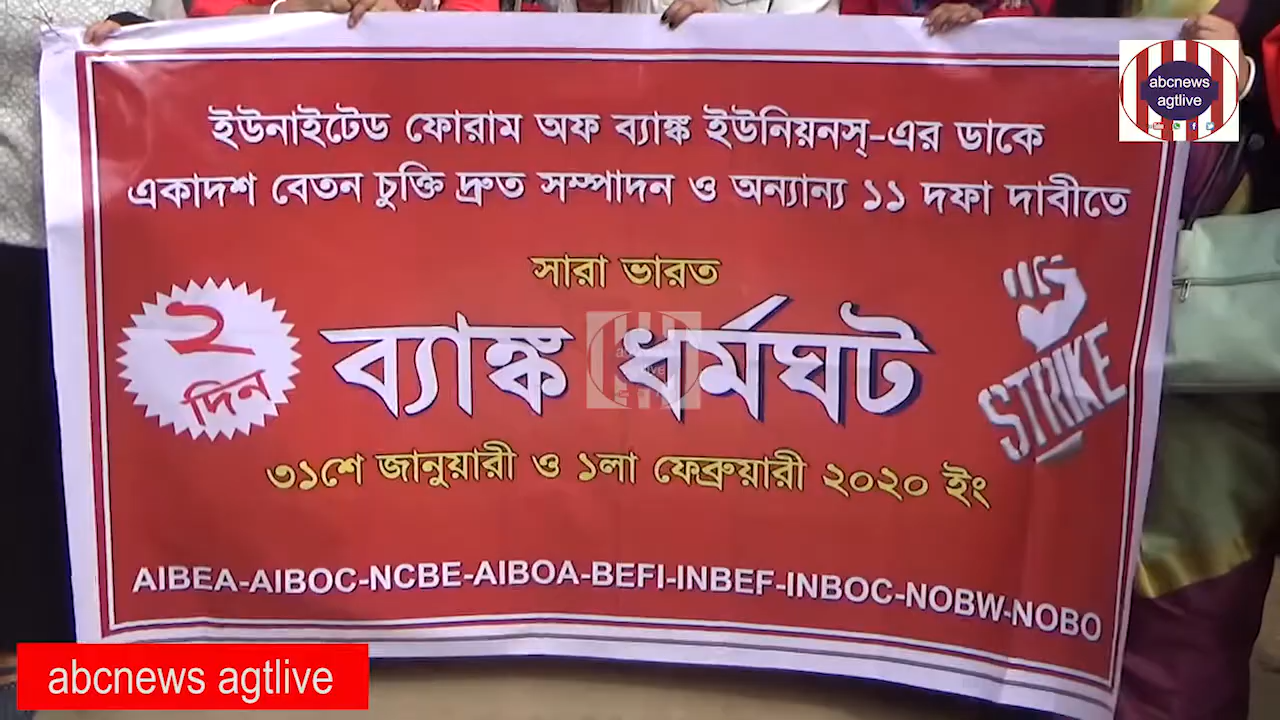 abcnews
agtlive
ইউনাইটেড ফোরাম অফ ব্যাঙ্ক ইউনিয়নস্-এর ডাকে
একাদশ বেতন চুক্তি দ্রুত সম্পাদন ও অন্যান্য ১১ দফা দাবীতে
সারা ভারত
২
দিন
ব্যাঙ্ক ধর্মঘট
STRIKE
৩১শে জানুয়ারী ও ১লা ফেব্রুয়ারী ২০২০ ইং
AIBEA-AIBOC-NCBE-AIBOA-BEFI-INBEF-INBOC-NOBW-NOBO
abcnews agtlive